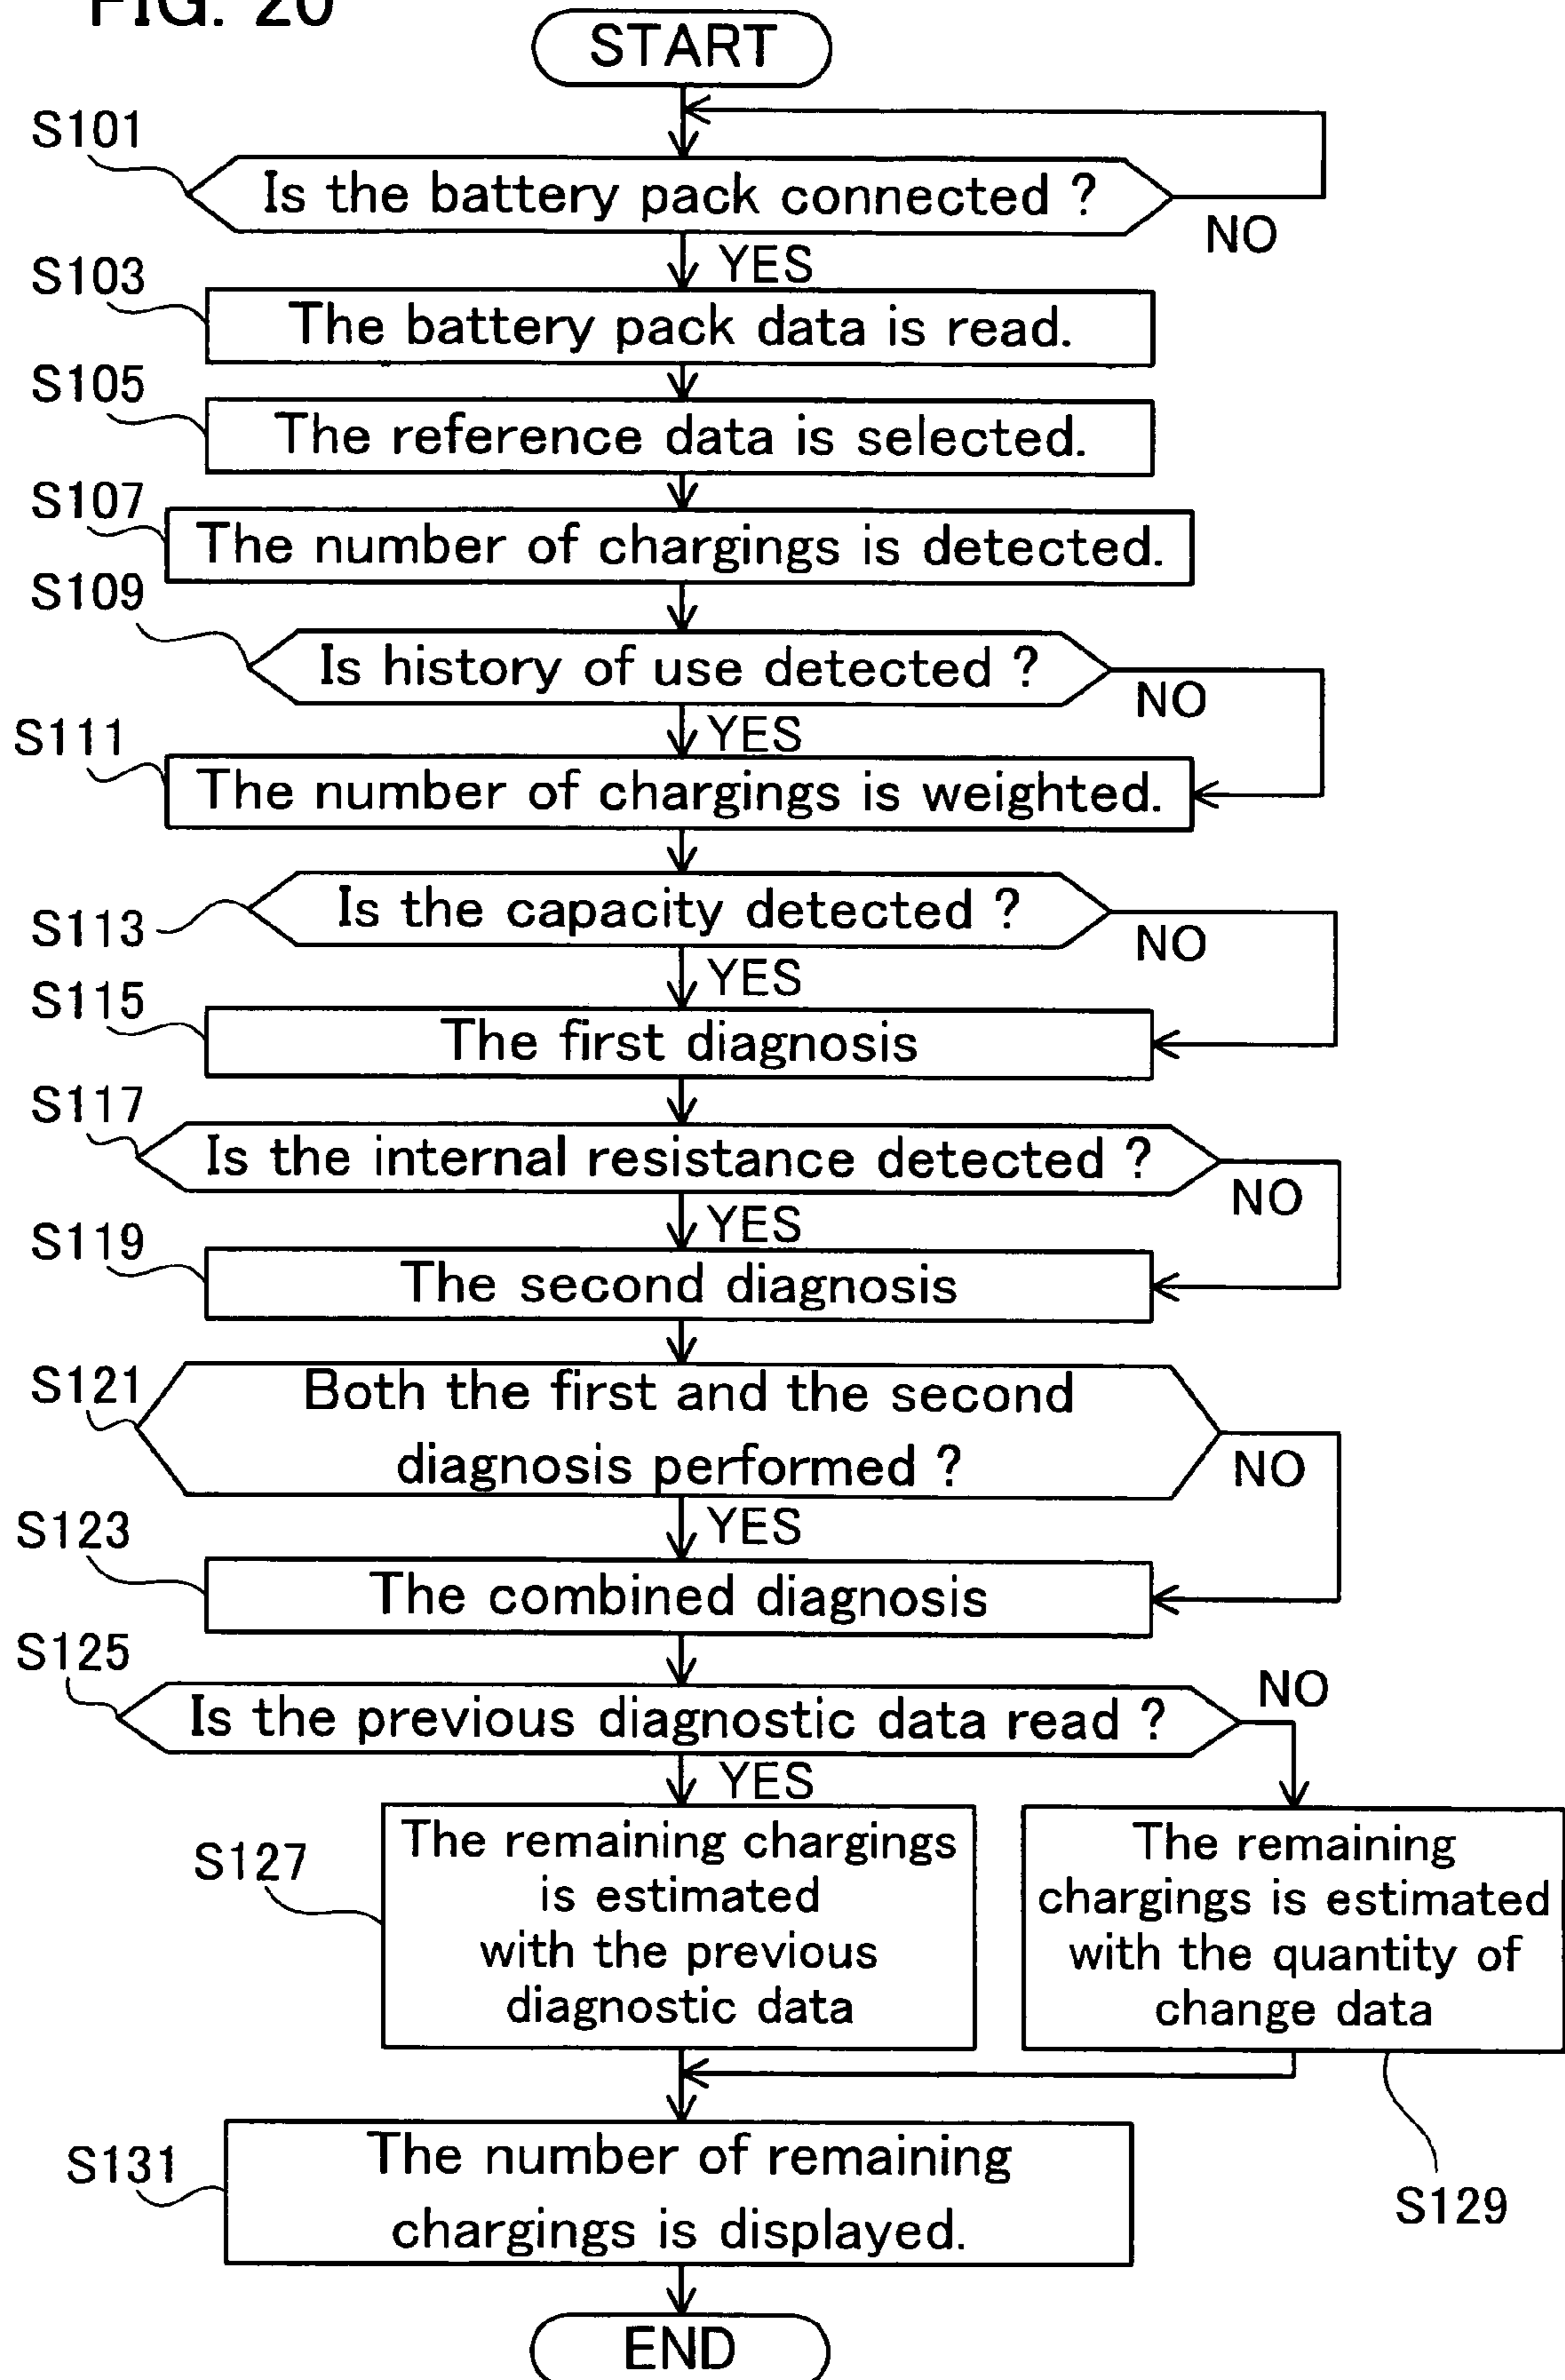 FIG. 20
START
S101
Is the battery pack connected ?
NO
YES
S103
The battery pack data is read.
S105
The reference data is selected.
S107
The number of chargings is detected.
S109
Is history of use detected ?
NO
YES
S111
The number of chargings is weighted.
S113
Is the capacity detected ?
NO
YES
S115
The first diagnosis
S117
Is the internal resistance detected ?
NO
YES
S119
The second diagnosis
S121
Both the first and the second
diagnosis performed ?
NO
YES
S123
The combined diagnosis
S125
Is the previous diagnostic data read ?
NO
YES
S127
The remaining chargings
is estimated
with the previous
diagnostic data
The remaining
chargings is estimated
with the quantity of
change data
S129
S131
The number of remaining
chargings is displayed.
END